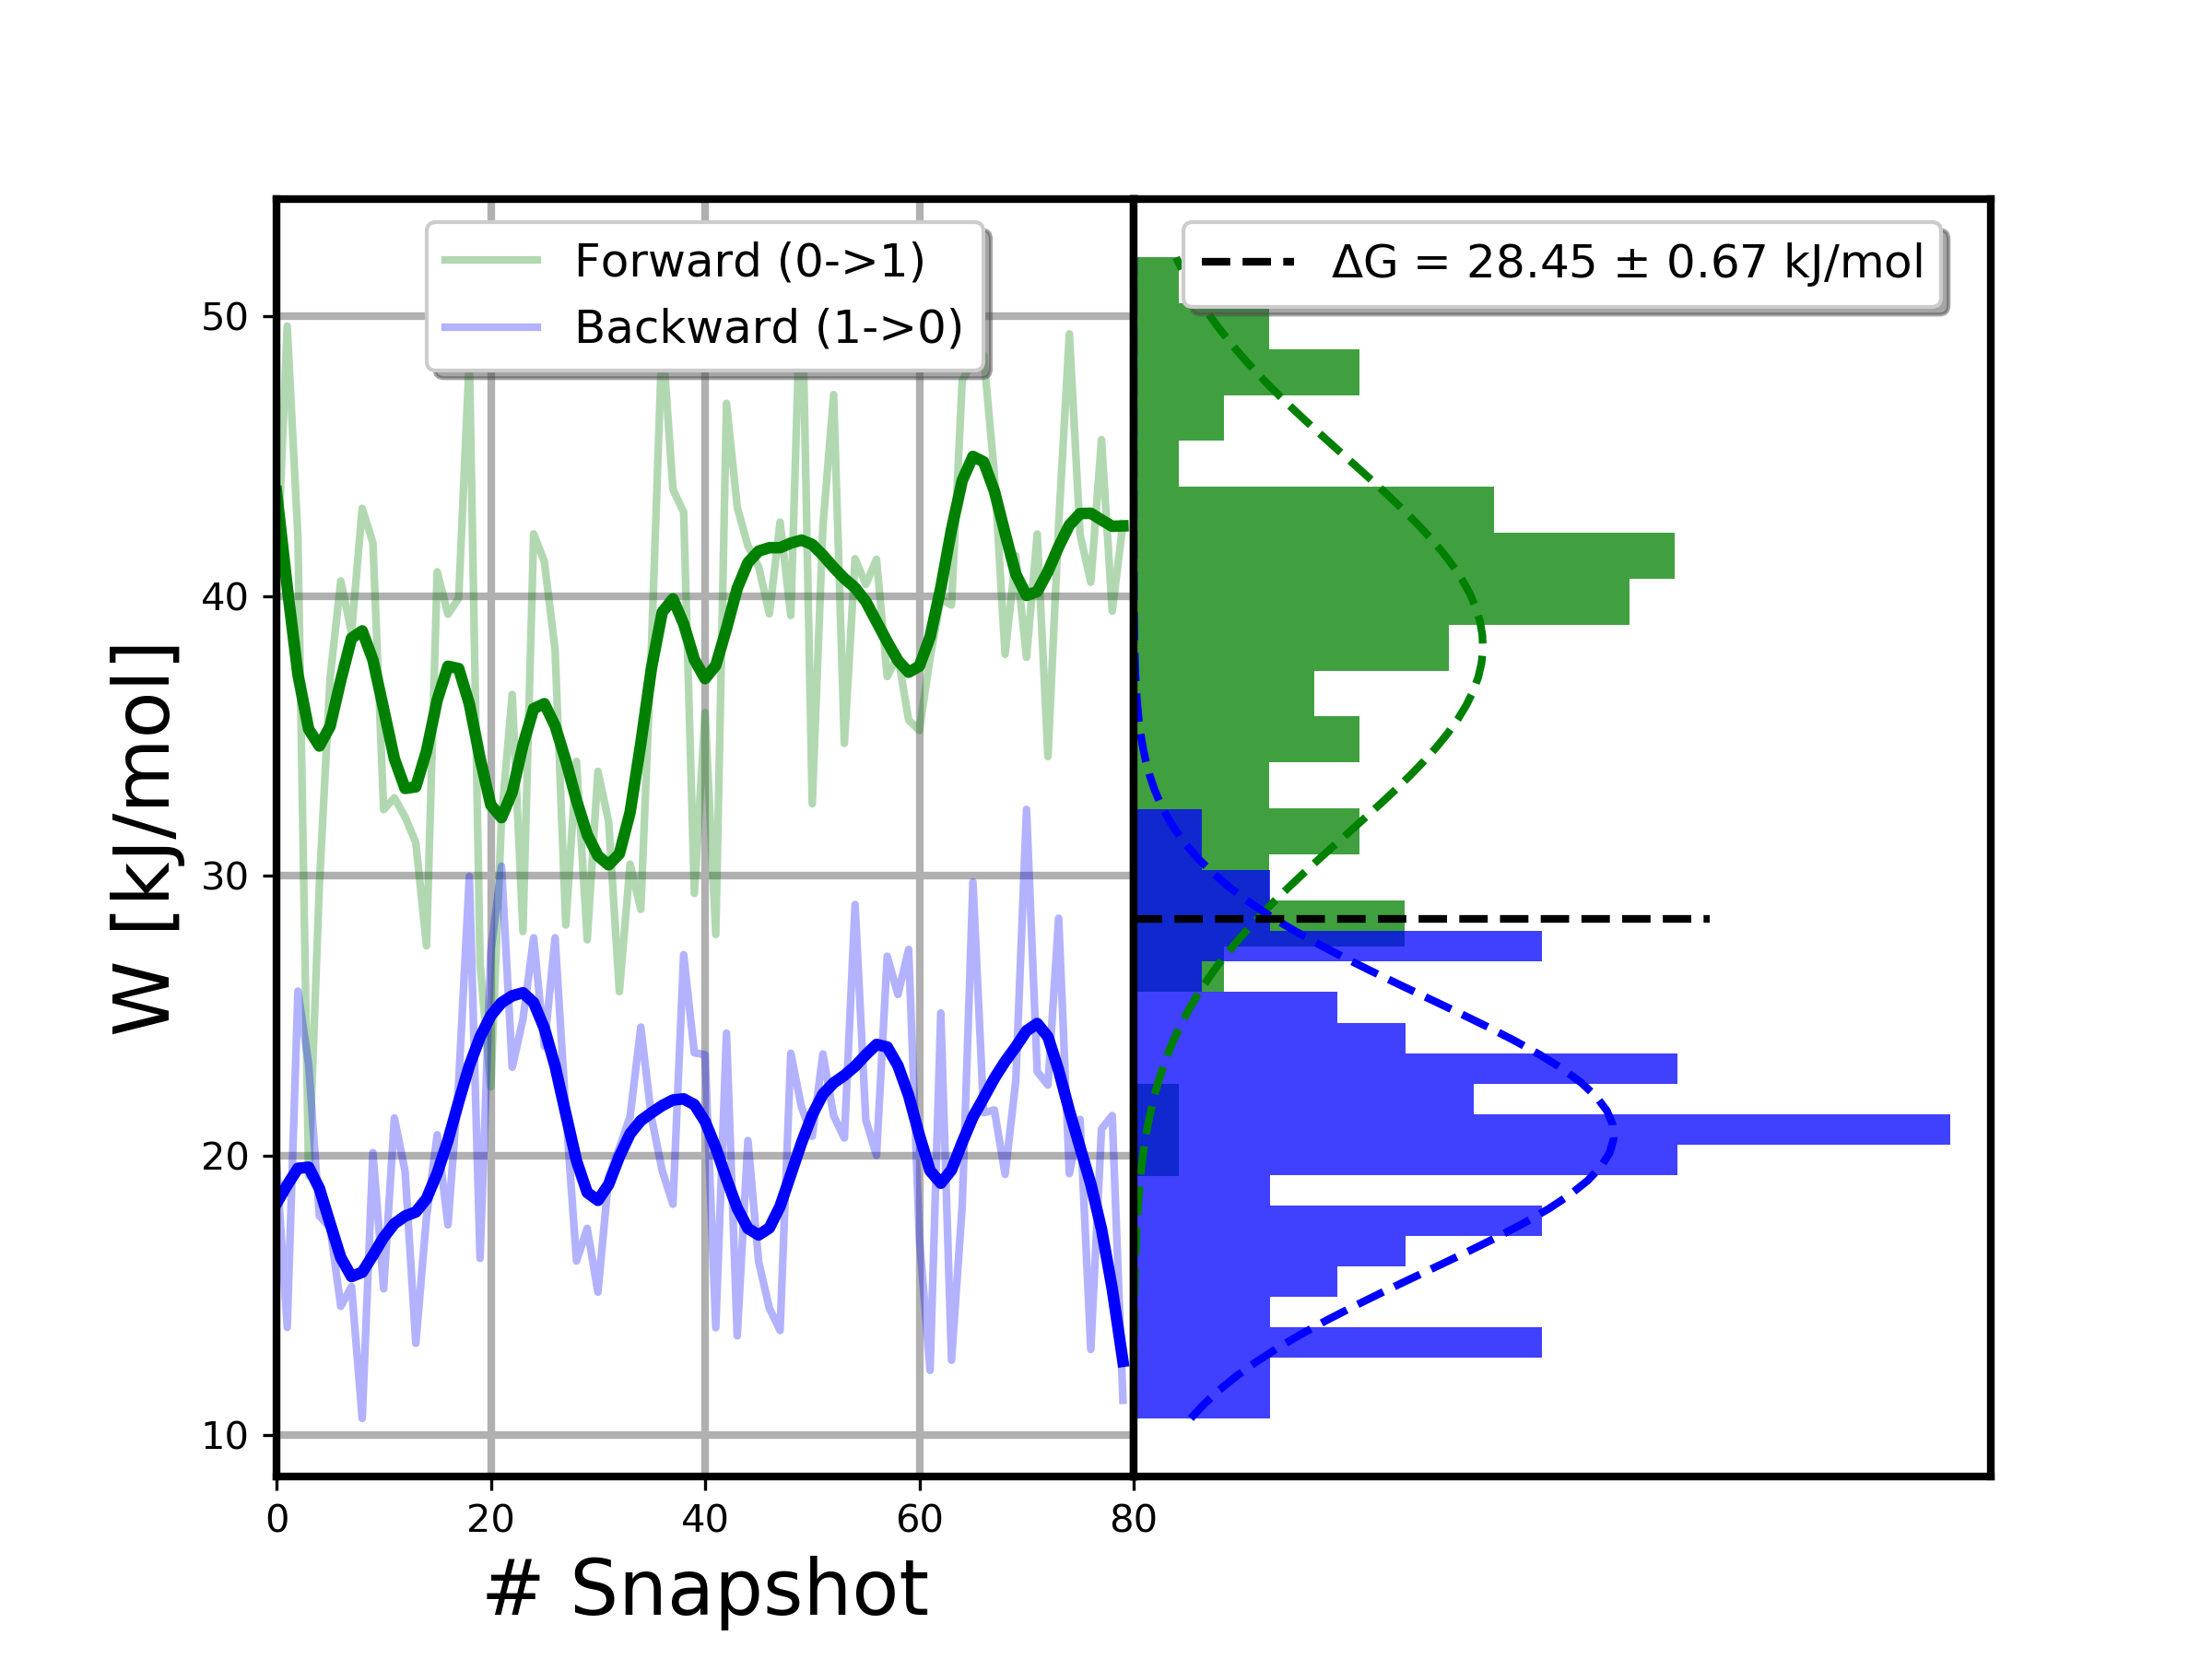 Forward (0->1)
Backward (1->0)
ΔG = 28.45 ± 0.67 kJ/mol
W [kJ/mol]
50
40
30
20
10
0 20 40 60 80
# Snapshot